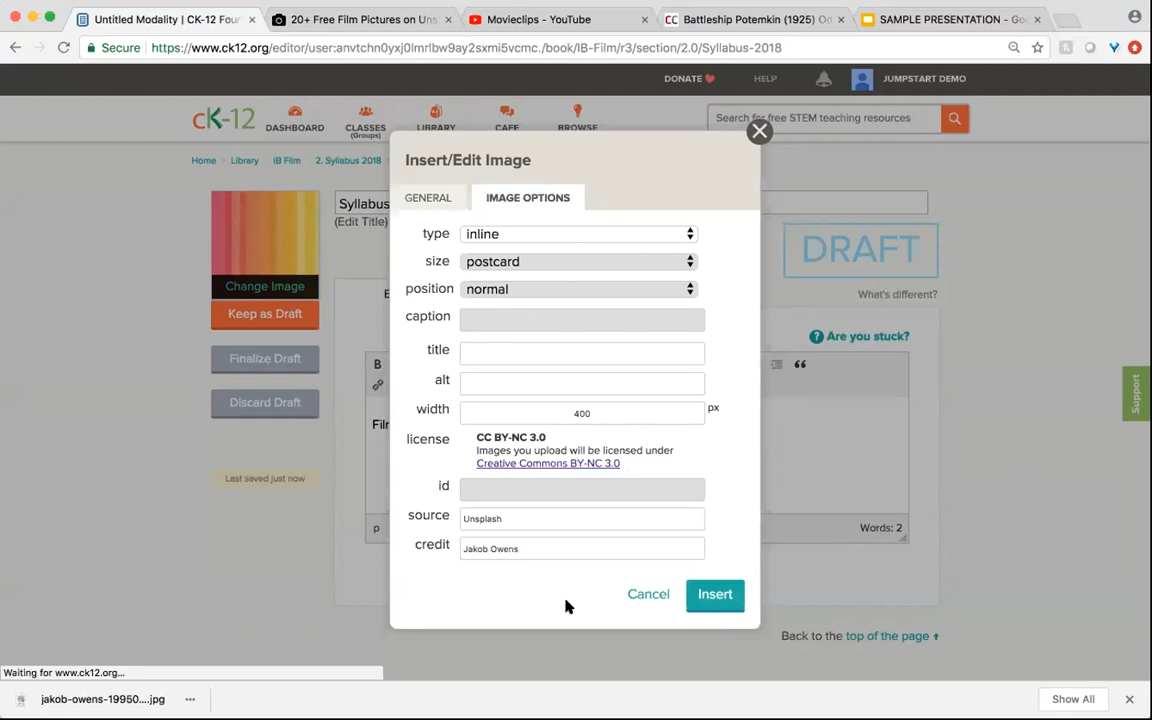 Untitled Modality | CK-12 Fou
20+ Free Film Pictures on Uns
Movieclips - YouTube
CC Battleship Potemkin (1925) Od
SAMPLE PRESENTATION - Go
Secure https://www.ck12.org/editor/user:anvtchn0yxj0lmrlbw9ay2sxmi5vcmc./book/IB-Film/r3/section/2.0/Syllabus-2018
DONATE HELP JUMPSTART DEMO
cK-12 DASHBOARD CLASSES LIBRARY CAFE BROWSE
(Groups)
Search for free STEM teaching resources
Home Library IB Film 2. Syllabus 2018
Insert/Edit Image
GENERAL IMAGE OPTIONS
Syllabus
(Edit Title)
type inline
size postcard
position normal
caption
title
alt
width 400 px
license CC BY-NC 3.0
Images you upload will be licensed under
Creative Commons BY-NC 3.0
id
source Unsplash
credit Jakob Owens
Cancel Insert
Change Image
Keep as Draft
Finalize Draft
Discard Draft
Last saved just now
DRAFT
What's different?
? Are you stuck?
B
Filr
p
Words: 2
Support
Back to the top of the page
Waiting for www.ck12.org...
jakob-owens-19950....jpg
Show All